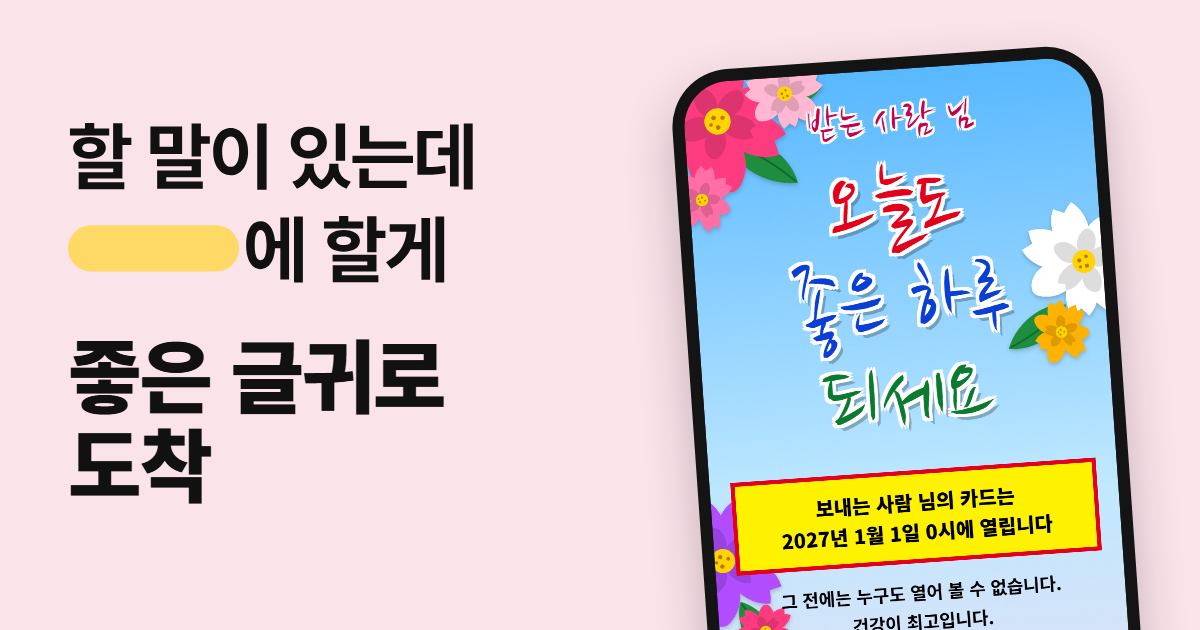 할 말이 있는데
에 할게
좋은 글귀로
도착
받는 사람 님
오늘도
좋은 하루
되세요
보내는 사람 님의 카드는
2027년 1월 1일 0시에 열립니다
그 전에는 누구도 열어 볼 수 없습니다.
건강이 최고입니다.